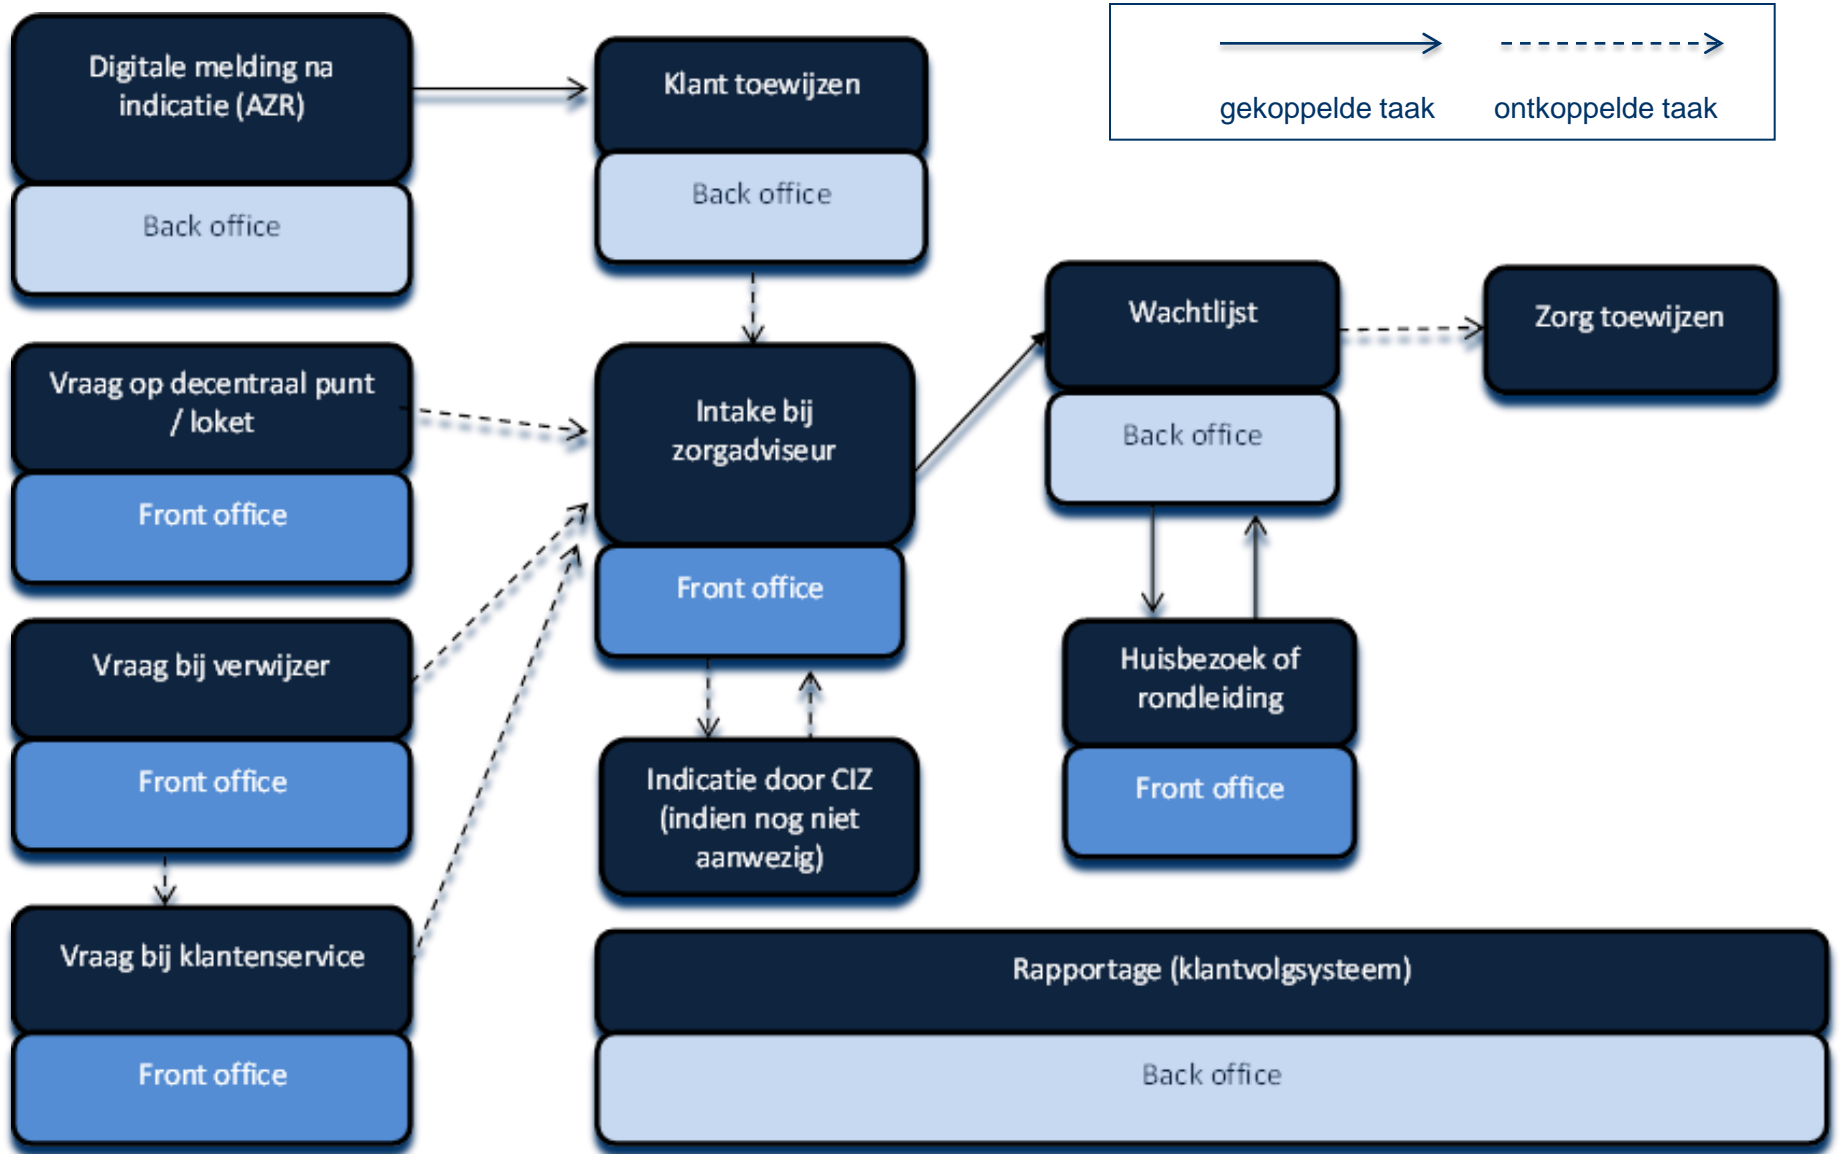 Digitale melding na
indicatie (AZR)
Back office
Klant toewijzen
Back office
gekoppelde taak
ontkoppelde taak
Vraag op decentraal punt
/ loket
Front office
Intake bij
zorgadviseur
Front office
Wachtlijst
Back office
Zorg toewijzen
Vraag bij verwijzer
Front office
Indicatie door CIZ
(indien nog niet
aanwezig)
Huisbezoek of
rondleiding
Front office
Vraag bij klantenservice
Front office
Rapportage (klantvolgsysteem)
Back office